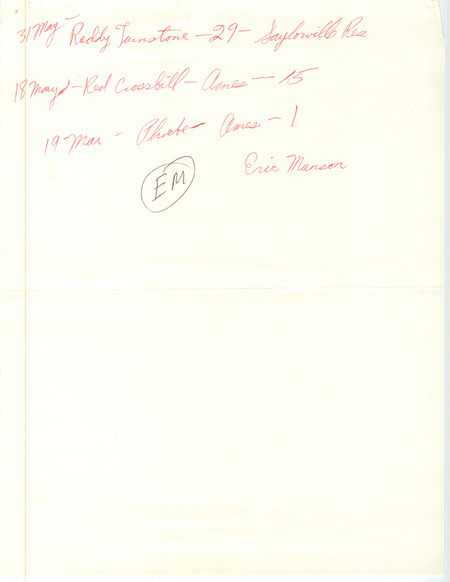 31 May - Ruddy Turnstone - 29 - Saylorville Res
18 May - Red Crossbill - Ames - 15
19 Mar - Phoebe - Ames - 1
Eric Munson
EM